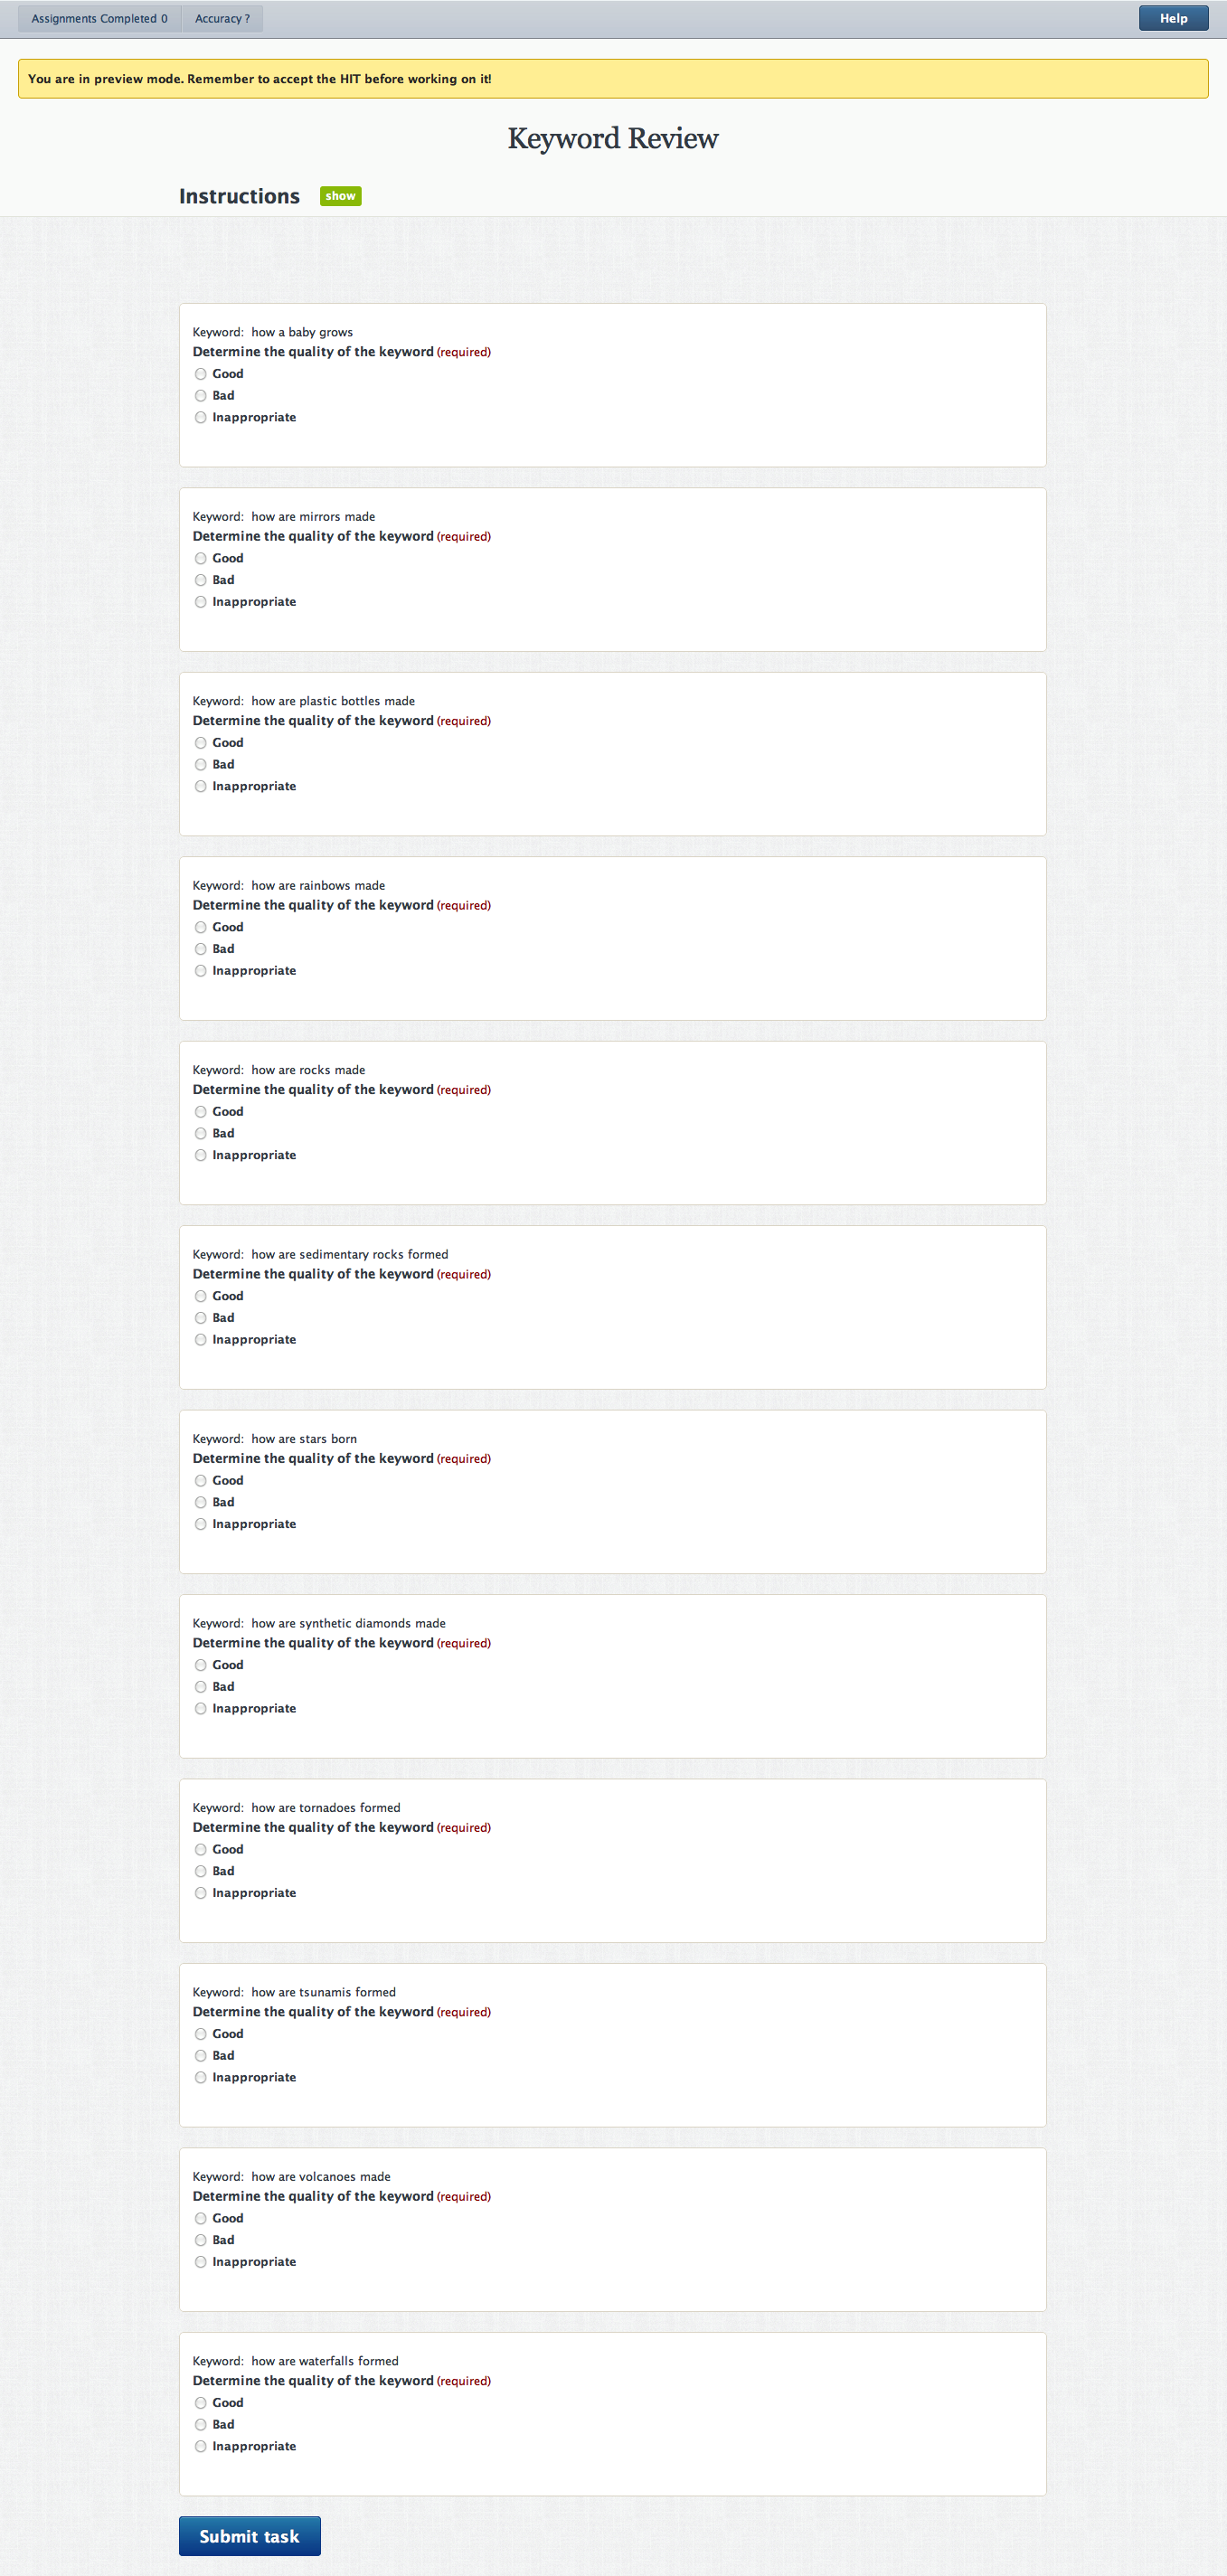 Assignments Completed 0 Accuracy ? Help
You are in preview mode. Remember to accept the HIT before working on it!
Keyword Review
Instructions show
Keyword: how a baby grows
Determine the quality of the keyword (required)
Good
Bad
Inappropriate
Keyword: how are mirrors made
Determine the quality of the keyword (required)
Good
Bad
Inappropriate
Keyword: how are plastic bottles made
Determine the quality of the keyword (required)
Good
Bad
Inappropriate
Keyword: how are rainbows made
Determine the quality of the keyword (required)
Good
Bad
Inappropriate
Keyword: how are rocks made
Determine the quality of the keyword (required)
Good
Bad
Inappropriate
Keyword: how are sedimentary rocks formed
Determine the quality of the keyword (required)
Good
Bad
Inappropriate
Keyword: how are stars born
Determine the quality of the keyword (required)
Good
Bad
Inappropriate
Keyword: how are synthetic diamonds made
Determine the quality of the keyword (required)
Good
Bad
Inappropriate
Keyword: how are tornadoes formed
Determine the quality of the keyword (required)
Good
Bad
Inappropriate
Keyword: how are tsunamis formed
Determine the quality of the keyword (required)
Good
Bad
Inappropriate
Keyword: how are volcanoes made
Determine the quality of the keyword (required)
Good
Bad
Inappropriate
Keyword: how are waterfalls formed
Determine the quality of the keyword (required)
Good
Bad
Inappropriate
Submit task